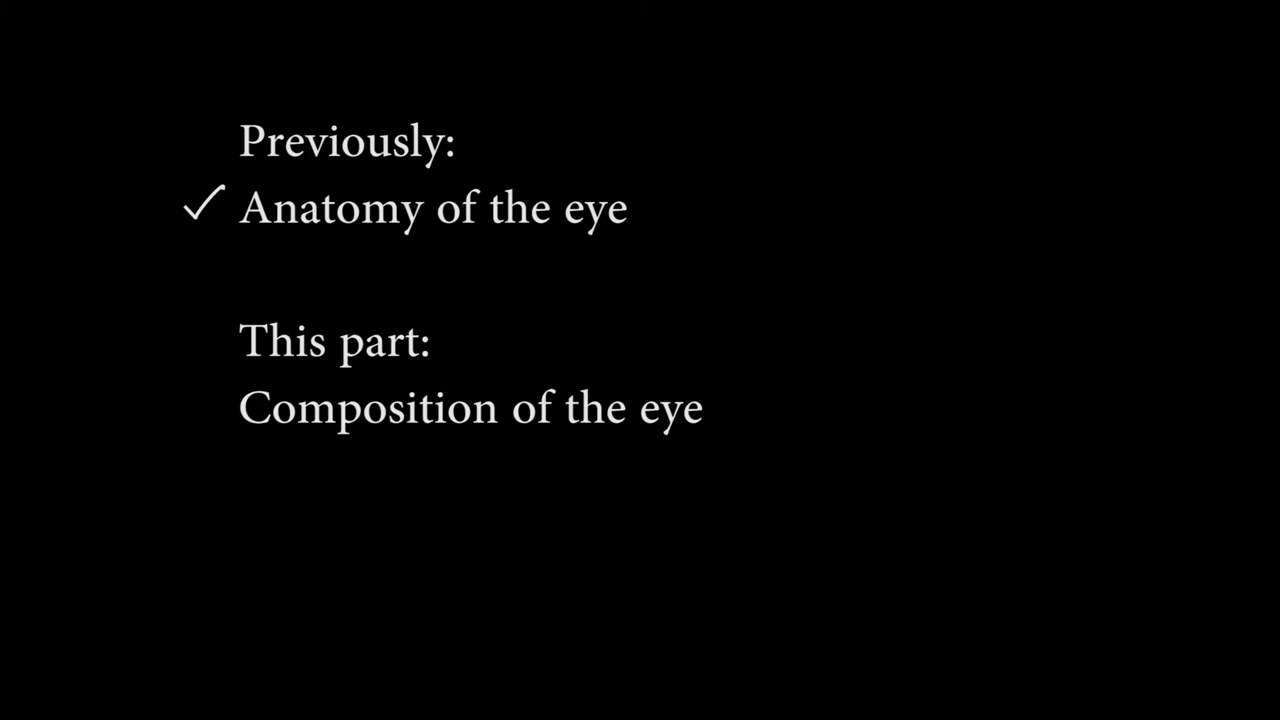 Previously:
✓ Anatomy of the eye
This part:
Composition of the eye